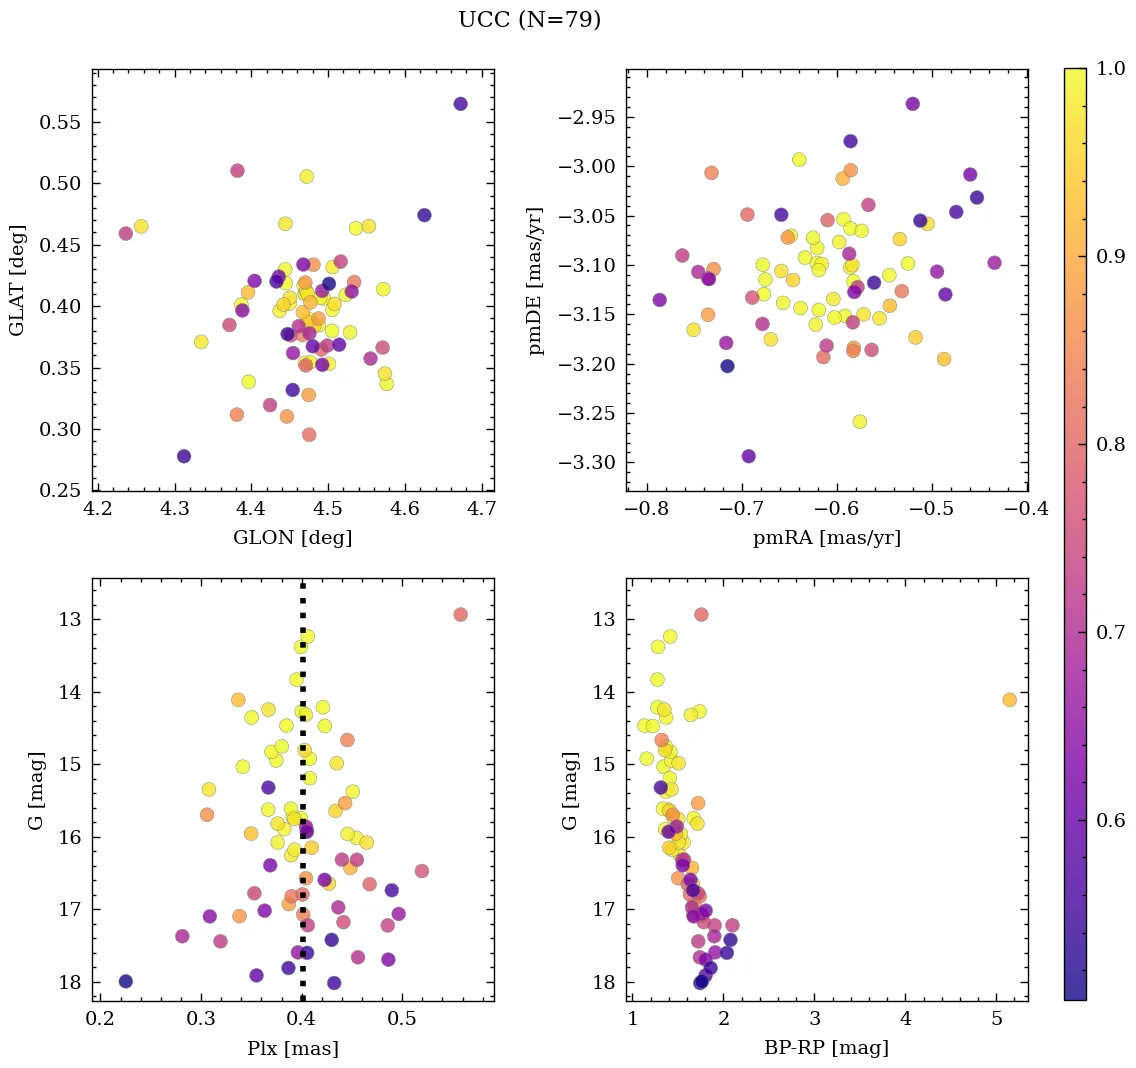 UCC (N=79)
0.55
0.50
0.45
0.40
0.35
0.30
0.25
GLAT [deg]
4.2 4.3 4.4 4.5 4.6 4.7
GLON [deg]
−2.95
−3.00
−3.05
−3.10
−3.15
−3.20
−3.25
−3.30
pmDE [mas/yr]
−0.8 −0.7 −0.6 −0.5 −0.4
pmRA [mas/yr]
13
14
15
16
17
18
G [mag]
0.2 0.3 0.4 0.5
Plx [mas]
13
14
15
16
17
18
G [mag]
1 2 3 4 5
BP-RP [mag]
1.0
0.9
0.8
0.7
0.6